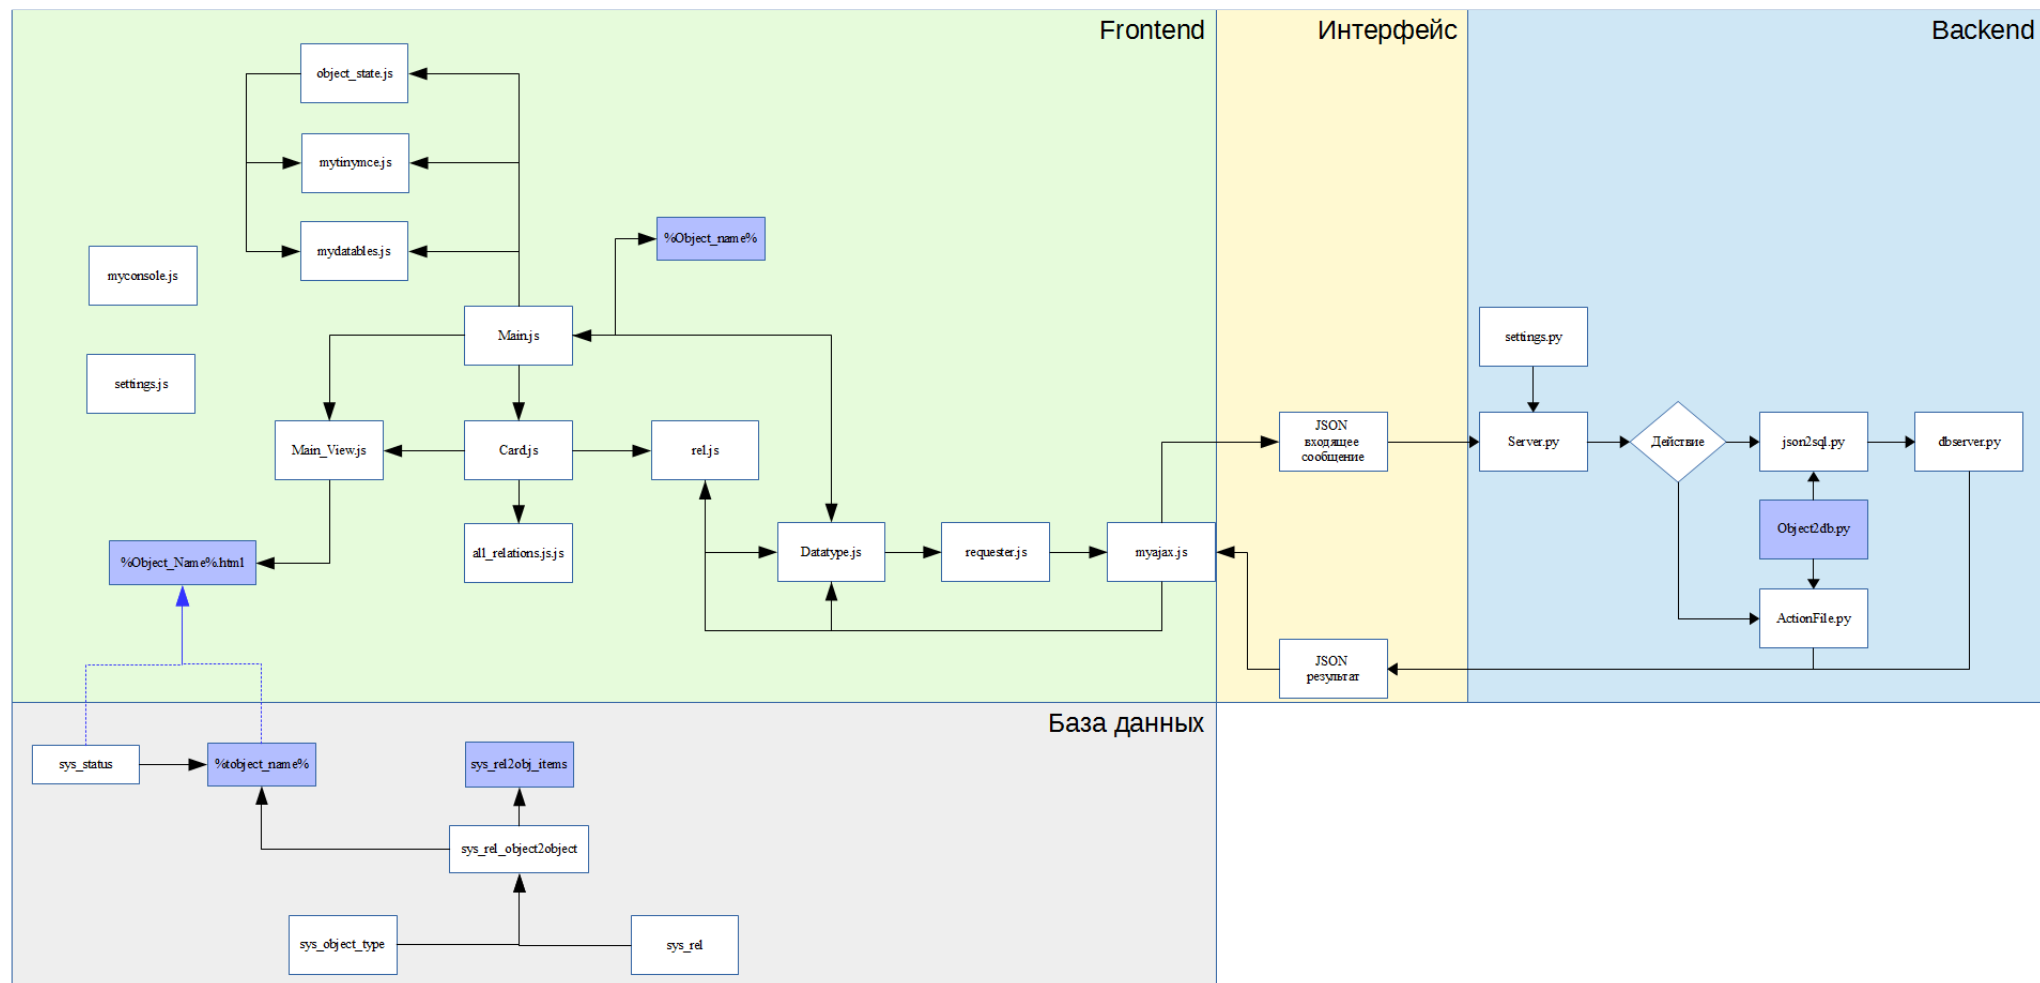 Frontend
Интерфейс
Backend
object_state.js
mytinymce.js
mydatables.js
%Object_name%
myconsole.js
Main.js
settings.js
settings.py
Main_View.js
Card.js
rel.js
JSON
входящее
сообщение
Server.py
Действие
json2sql.py
dbserver.py
%Object_Name%.html
all_relations.js.js
Datatype.js
requester.js
myajax.js
Object2db.py
ActionFile.py
JSON
результат
База данных
sys_status
%tobject_name%
sys_rel2obj_items
sys_rel_object2object
sys_object_type
sys_rel